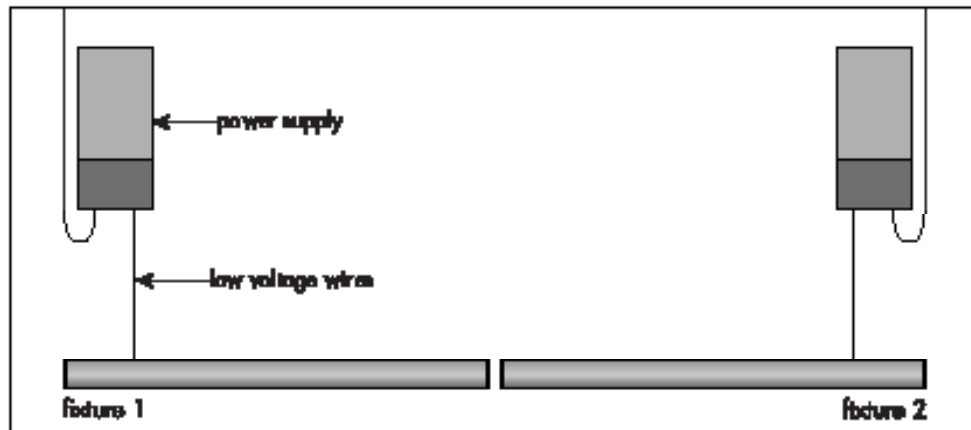 power supply
low voltage wires
fixture 1
fixture 2